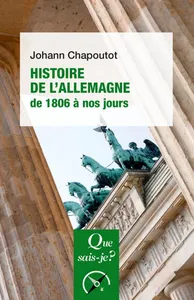 Johann Chapoutot
HISTOIRE
DE L'ALLEMAGNE
de 1806 à nos jours
Que
sais-je?